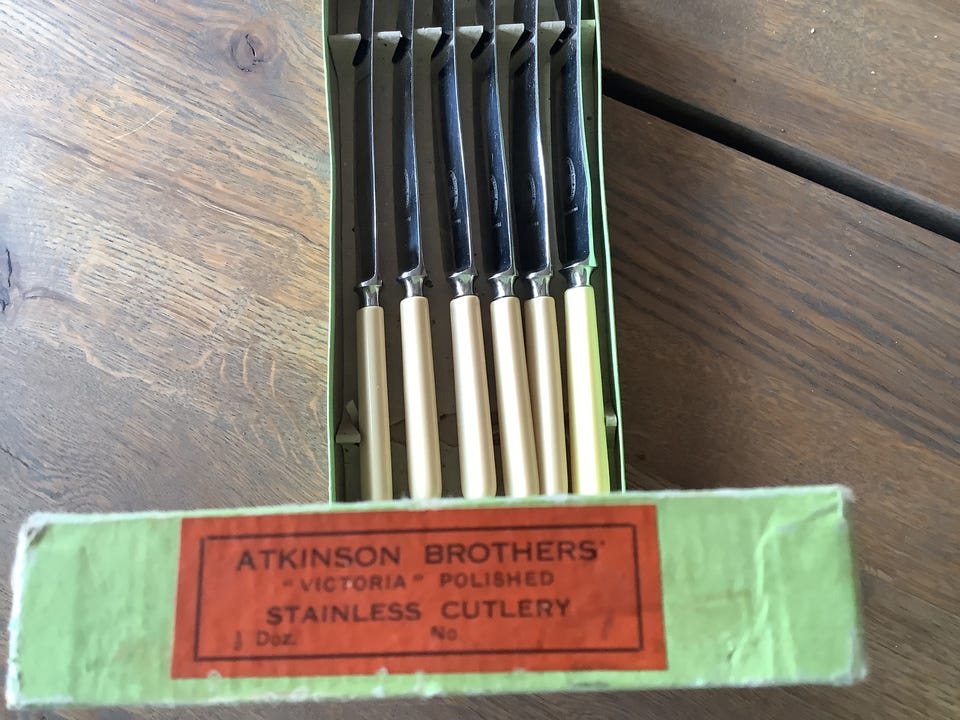 ATKINSON BROTHERS'
"VICTORIA" POLISHED
STAINLESS CUTLERY
½ Doz. No